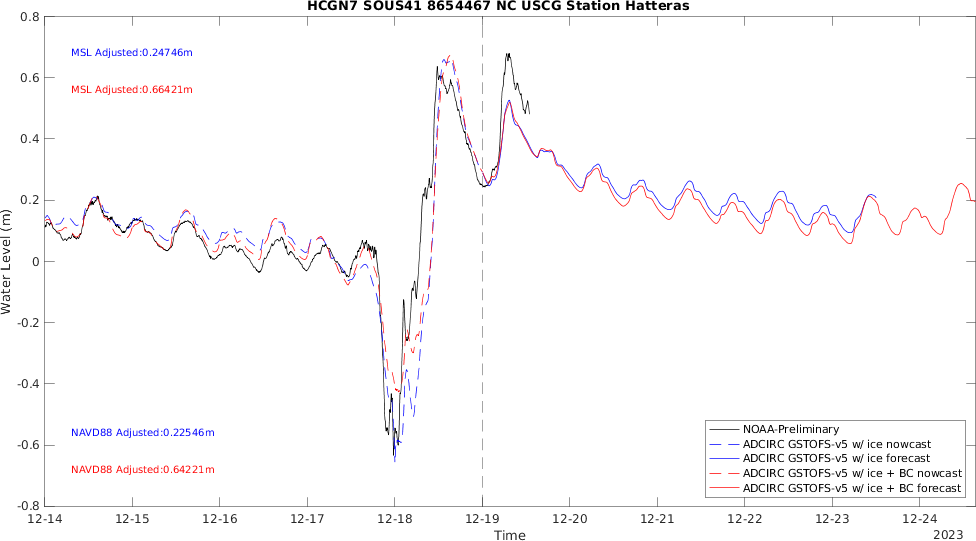 HCGN7 SOUS41 8654467 NC USCG Station Hatteras
0.8
0.6
0.4
0.2
0
-0.2
-0.4
-0.6
-0.8
Water Level (m)
MSL Adjusted:0.24746m
MSL Adjusted:0.66421m
NAVD88 Adjusted:0.22546m
NAVD88 Adjusted:0.64221m
NOAA-Preliminary
ADCIRC GSTOFS-v5 w/ ice nowcast
ADCIRC GSTOFS-v5 w/ ice forecast
ADCIRC GSTOFS-v5 w/ ice + BC nowcast
ADCIRC GSTOFS-v5 w/ ice + BC forecast
12-14 12-15 12-16 12-17 12-18 12-19 12-20 12-21 12-22 12-23 12-24
Time
2023